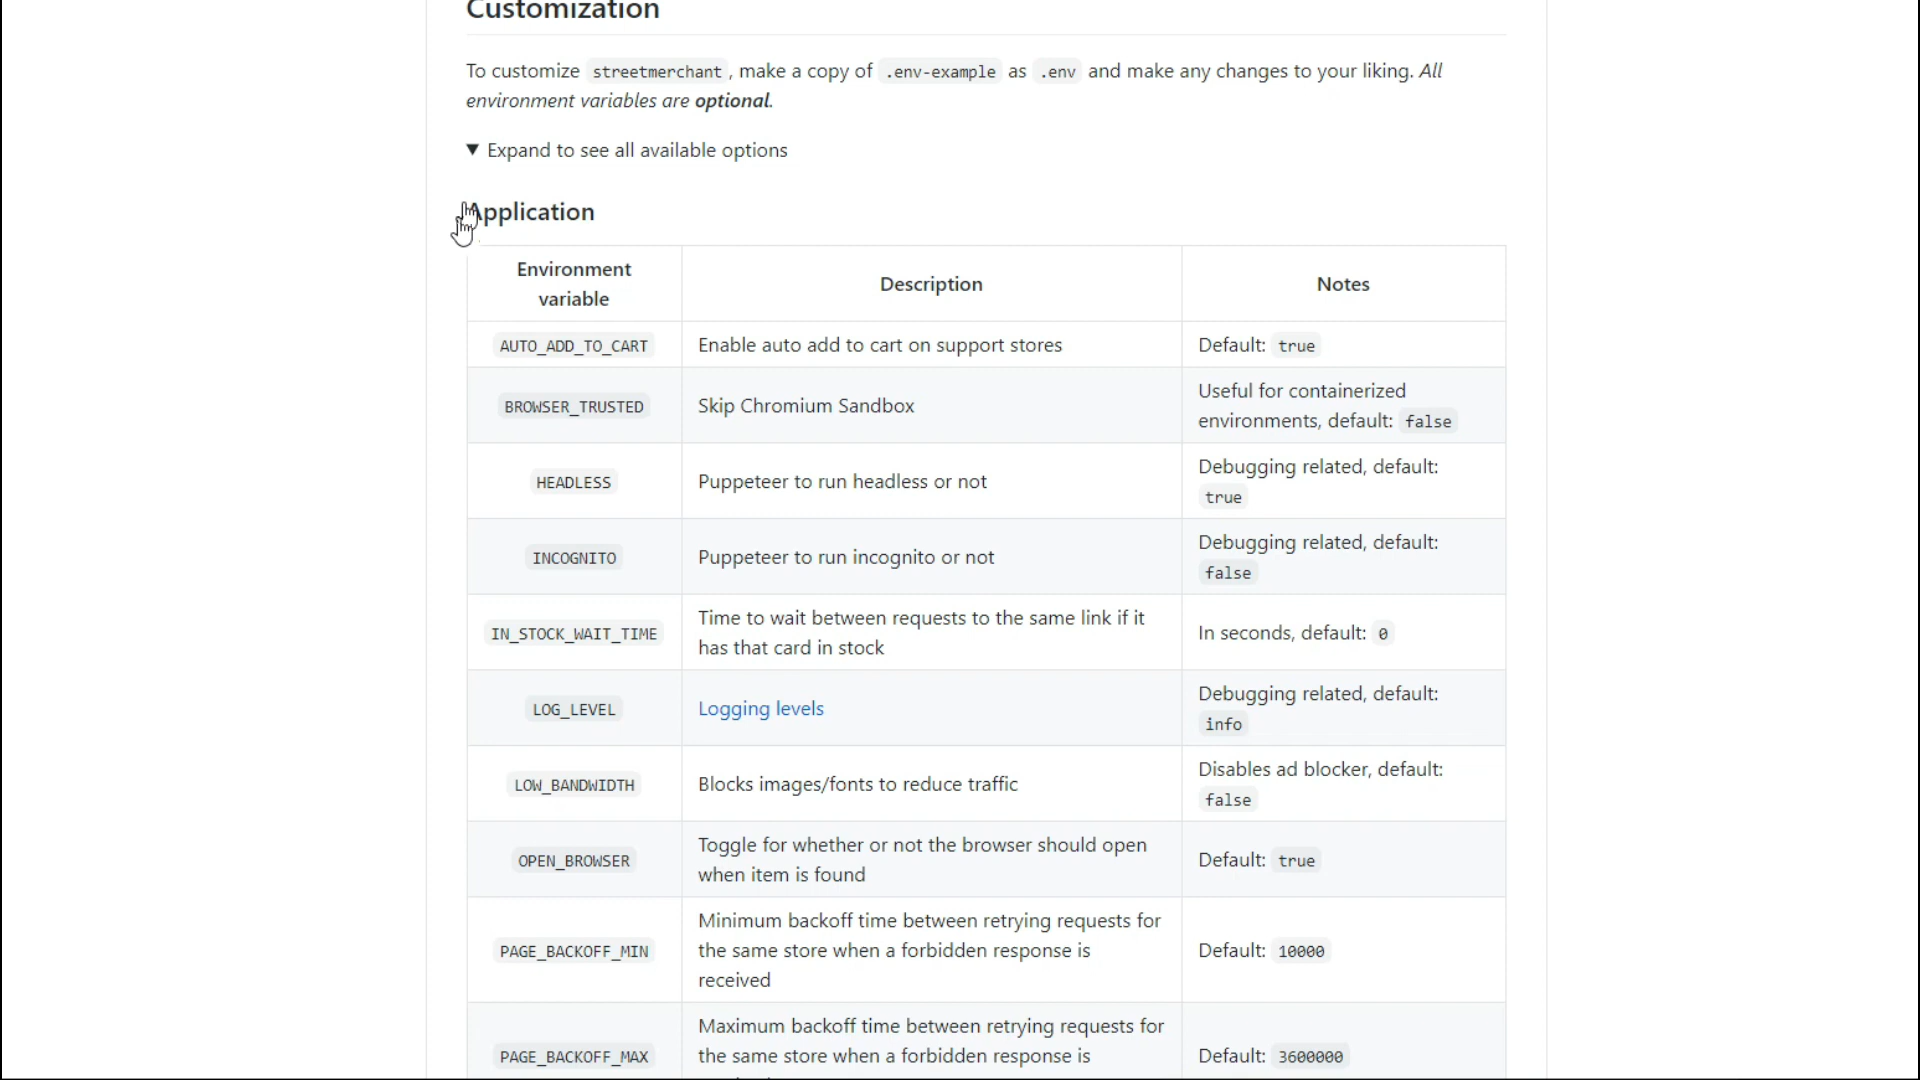 Customization
To customize streetmerchant , make a copy of .env-example as .env and make any changes to your liking. All
environment variables are optional.
▼ Expand to see all available options
Application
Environment
variable
Description
Notes
AUTO_ADD_TO_CART
Enable auto add to cart on support stores
Default: true
BROWSER_TRUSTED
Skip Chromium Sandbox
Useful for containerized
environments, default: false
HEADLESS
Puppeteer to run headless or not
Debugging related, default:
true
INCOGNITO
Puppeteer to run incognito or not
Debugging related, default:
false
IN_STOCK_WAIT_TIME
Time to wait between requests to the same link if it
has that card in stock
In seconds, default: 0
LOG_LEVEL
Logging levels
Debugging related, default:
info
LOW_BANDWIDTH
Blocks images/fonts to reduce traffic
Disables ad blocker, default:
false
OPEN_BROWSER
Toggle for whether or not the browser should open
when item is found
Default: true
PAGE_BACKOFF_MIN
Minimum backoff time between retrying requests for
the same store when a forbidden response is
received
Default: 10000
PAGE_BACKOFF_MAX
Maximum backoff time between retrying requests for
the same store when a forbidden response is
Default: 3600000